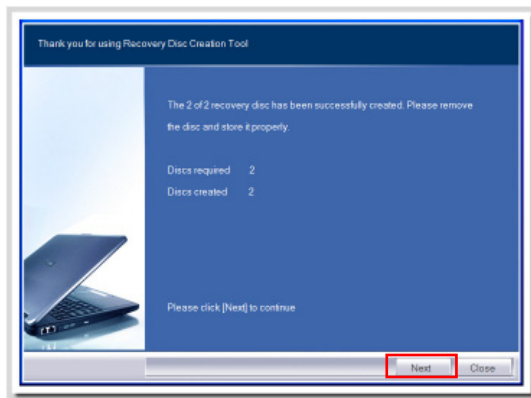 Thank you for using Recovery Disc Creation Tool
The 2 of 2 recovery disc has been successfully created. Please remove
the disc and store it properly.
Discs required 2
Discs created 2
Please click [Next] to continue
Next Close